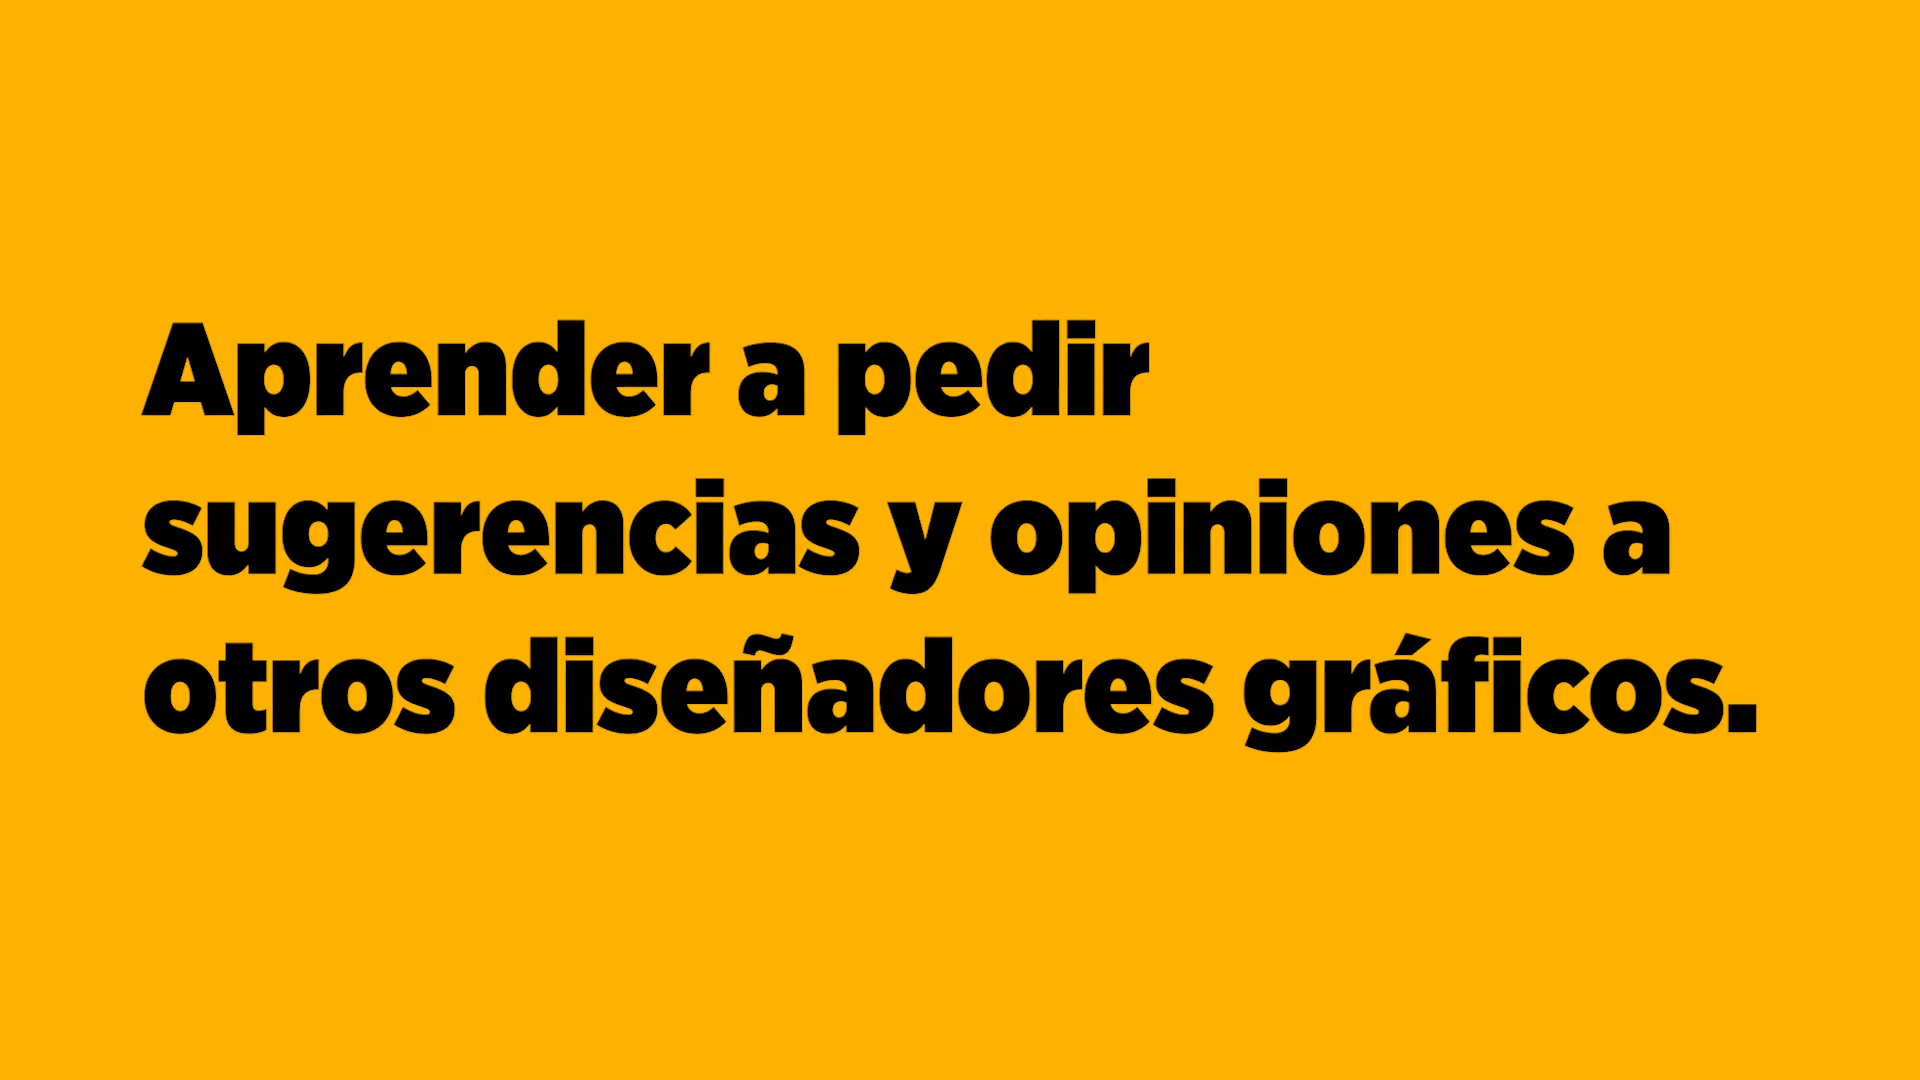 Aprender a pedir
sugerencias y opiniones a
otros diseñadores gráficos.